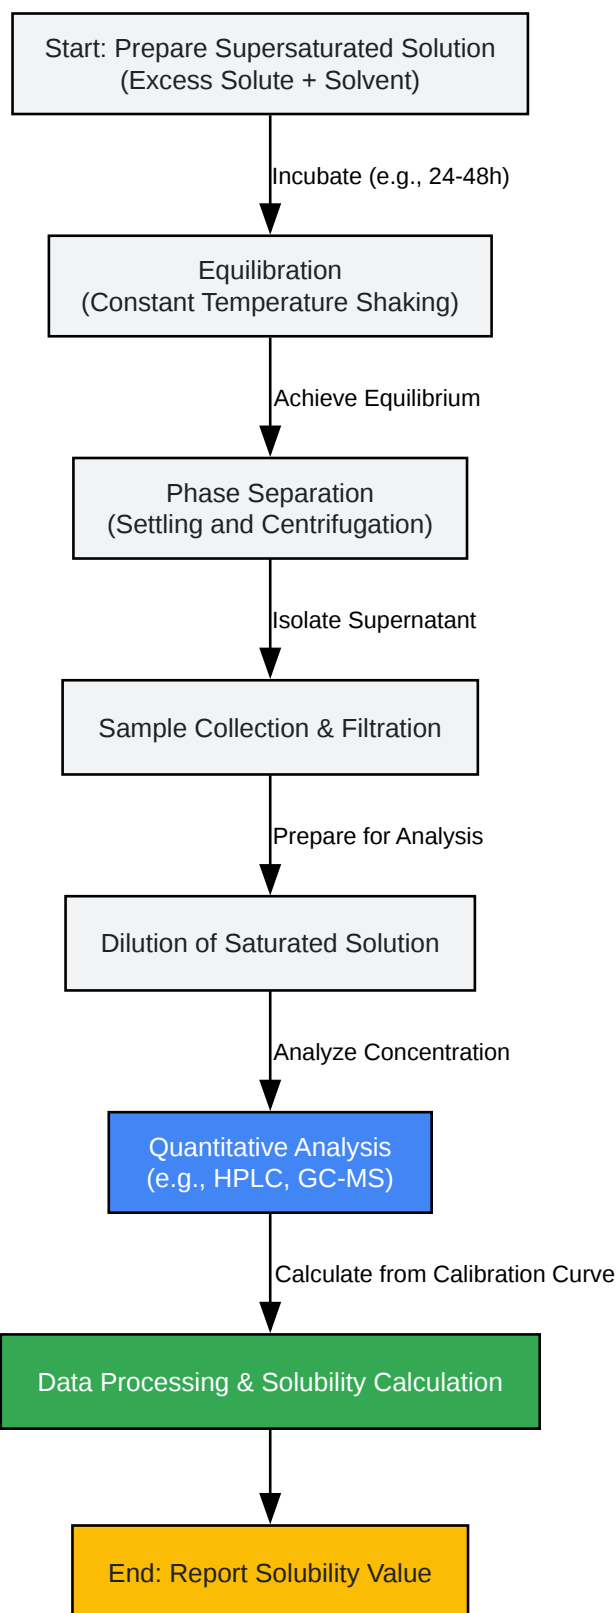 Start: Prepare Supersaturated Solution
(Excess Solute + Solvent)
Incubate (e.g., 24-48h)
Equilibration
(Constant Temperature Shaking)
Achieve Equilibrium
Phase Separation
(Settling and Centrifugation)
Isolate Supernatant
Sample Collection & Filtration
Prepare for Analysis
Dilution of Saturated Solution
Analyze Concentration
Quantitative Analysis
(e.g., HPLC, GC-MS)
Calculate from Calibration Curve
Data Processing & Solubility Calculation
End: Report Solubility Value